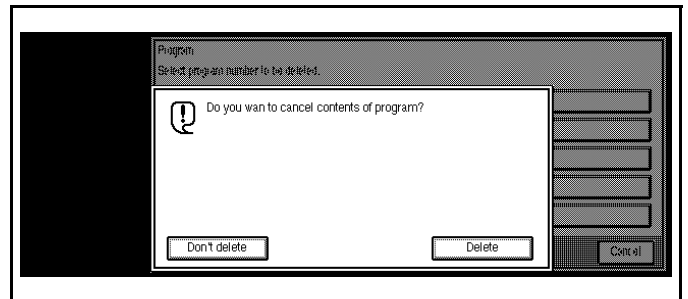 Program
Select program number to be deleted.
Do you wan to cancel contents of program?
Don't delete
Delete
Cancel